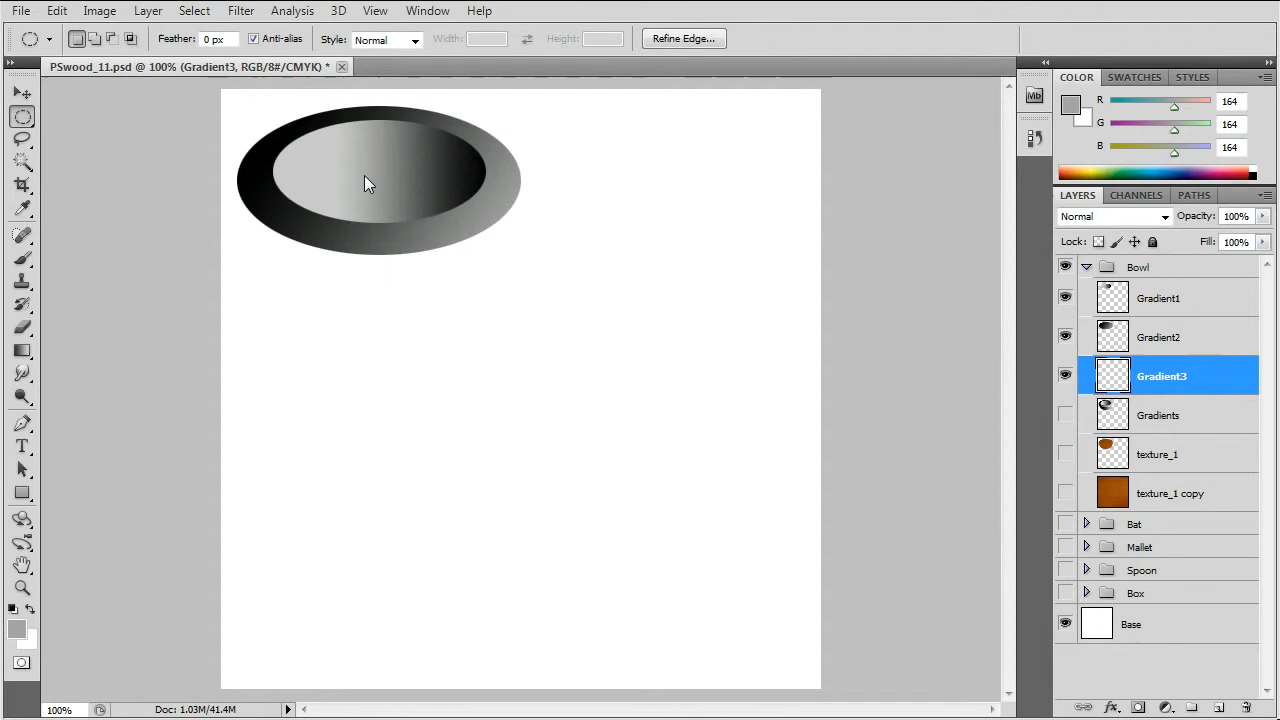 File Edit Image Layer Select Filter Analysis 3D View Window Help
Feather: 0 px Anti-alias Style: Normal Width: Height: Refine Edge...
PSwood_11.psd @ 100% (Gradient3, RGB/8#/CMYK) *
COLOR SWATCHES STYLES
R 164
G 164
B 164
Mb
LAYERS CHANNELS PATHS
Normal Opacity: 100%
Lock: Fill: 100%
Bowl
Gradient1
Gradient2
Gradient3
Gradients
texture_1
texture_1 copy
Bat
Mallet
Spoon
Box
Base
T
100% Doc: 1.03M/41.4M
fx